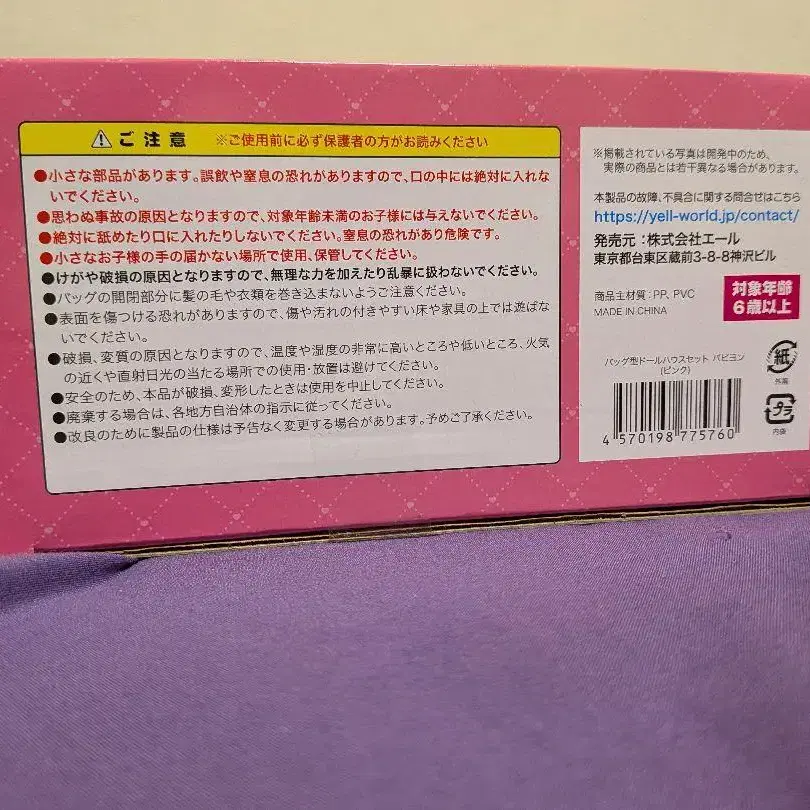 ご注意 ※ご使用前に必ず保護者の方がお読みください
●小さな部品があります。誤飲や窒息の恐れがありますので、口の中には絶対に入れな
いでください。
●思わぬ事故の原因となりますので、対象年齢未満のお子様には与えないでください。
●絶対に舐めたり口に入れたりしないでください。窒息の恐れがあり危険です。
●小さなお子様の手の届かない場所で使用、保管してください。
●けがや破損の原因となりますので、無理な力を加えたり乱暴に扱わないでください。
●バッグの開閉部分に髪の毛や衣類を巻き込まないようご注意ください。
●表面を傷つける恐れがありますので、傷や汚れの付きやすい床や家具の上では遊ばな
いでください。
●破損、変質の原因となりますので、温度や湿度の非常に高いところや低いところ、火気
の近くや直射日光の当たる場所での使用・放置は避けてください。
●安全のため、本品が破損、変形したときは使用を中止してください。
●廃棄する場合は、各地方自治体の指示に従ってください。
●改良のために製品の仕様は予告なく変更する場合があります。予めご了承ください。
※掲載されている写真は開発中のため、
実際の商品とは若干異なる場合があります。
本製品の故障、不具合に関する問合せはこちら
https://yell-world.jp/contact/
発売元:株式会社エール
東京都台東区蔵前3-8-8神沢ビル
商品主材質:PP、PVC
MADE IN CHINA
対象年齢
6歳以上
バッグ型ドールハウスセット パピヨン
(ピンク)
4 570198 775760
紙
外箱
プラ
内袋